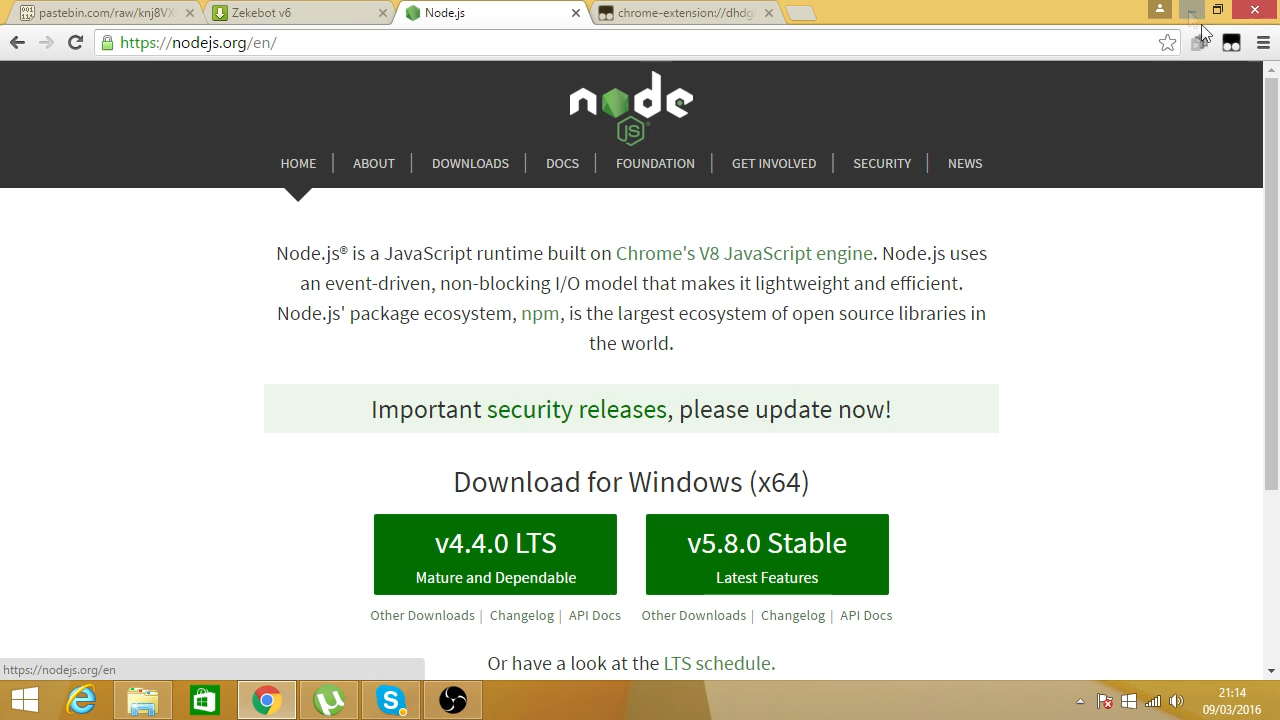 pastebin.com/raw/knj8VX
Zekebot v6
Node.js
chrome-extension://dhdg
https://nodejs.org/en/
node
JS
HOME
ABOUT
DOWNLOADS
DOCS
FOUNDATION
GET INVOLVED
SECURITY
NEWS
Node.js® is a JavaScript runtime built on Chrome's V8 JavaScript engine. Node.js uses
an event-driven, non-blocking I/O model that makes it lightweight and efficient.
Node.js' package ecosystem, npm, is the largest ecosystem of open source libraries in
the world.
Important security releases, please update now!
Download for Windows (x64)
v4.4.0 LTS
Mature and Dependable
v5.8.0 Stable
Latest Features
Other Downloads | Changelog | API Docs
Other Downloads | Changelog | API Docs
Or have a look at the LTS schedule.
https://nodejs.org/en
21:14
09/03/2016